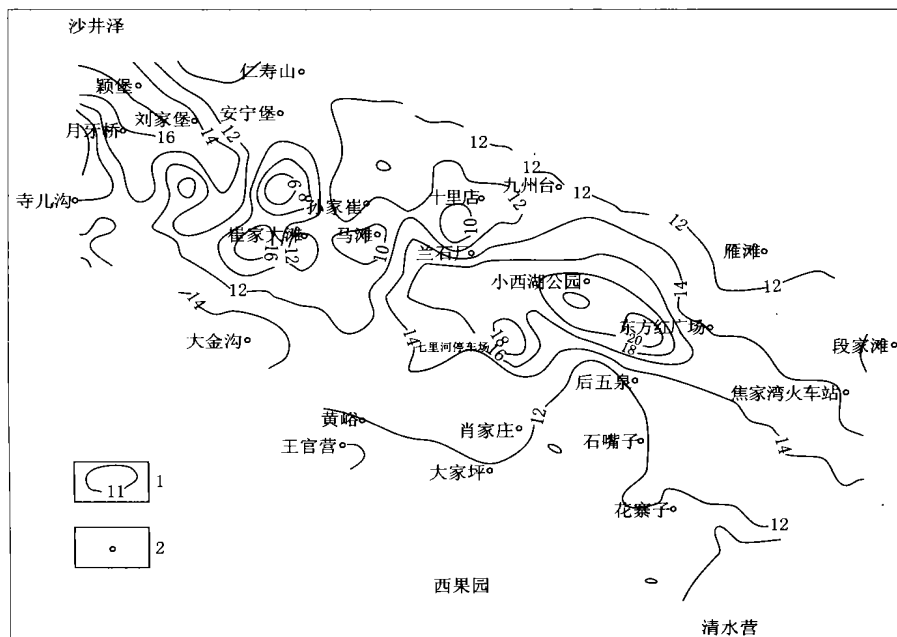 沙井泽
仁寿山
颖堡
刘家堡
安宁堡
14
12
月牙桥
16
12
12
九州台
12
6
8
寺儿沟
孙家崔
十里店
12
10
12
崔家大滩
马滩
16
12
10
兰石厂
雁滩
小西湖公园
12
14
12
14
东方红广场
大金沟
18
20
段家滩
14
七里河停车场
16
18
后五泉
焦家湾火车站
黄峪
12
肖家庄
14
王官营
石嘴子
大家坪
11
1
花寨子
12
2
西果园
清水营